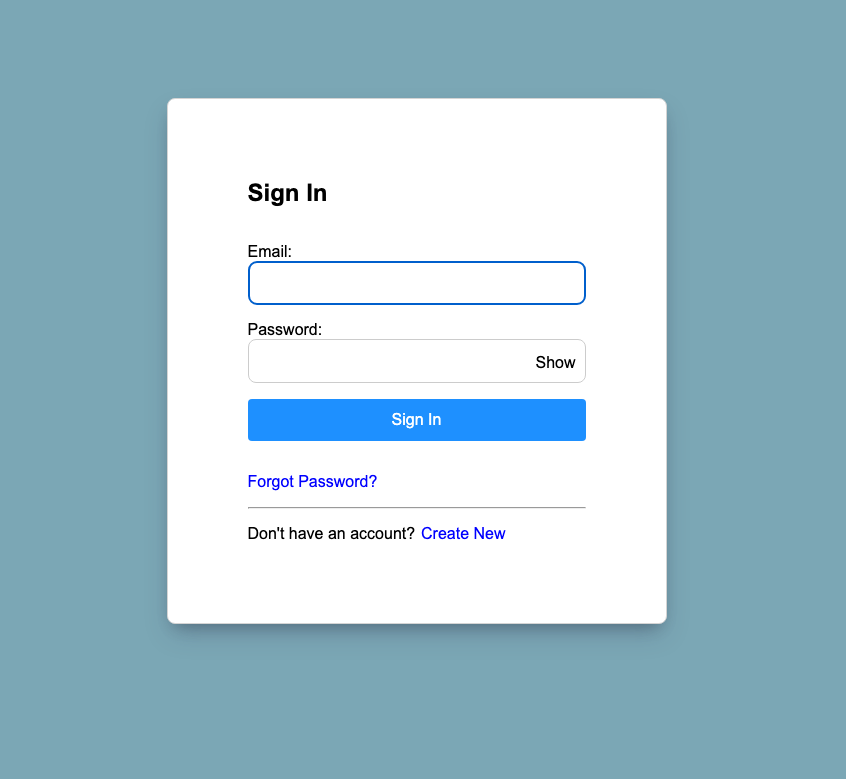 Sign In
Email:
Password:
Show
Sign In
Forgot Password?
Don't have an account? Create New